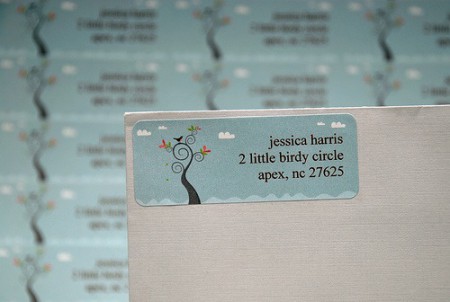 jessica harris
2 little birdy circle
apex, nc 27625